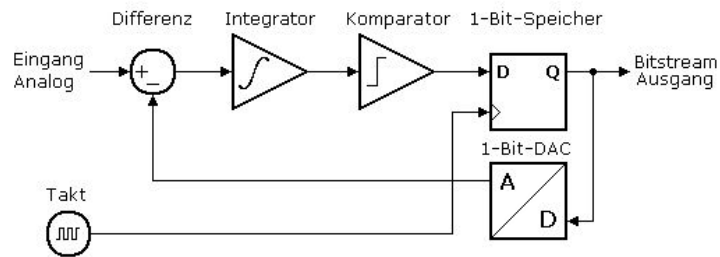 Differenz
Integrator
Komparator
1-Bit-Speicher
Eingang
Analog
+
–
D
Q
Bitstream
Ausgang
1-Bit-DAC
A
D
Takt